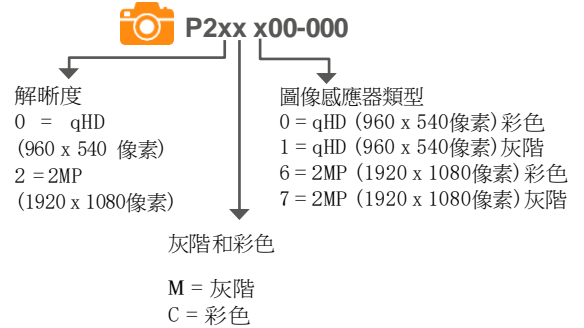 P2xx x00-000
解晰度
0 = qHD
(960 x 540 像素)
2 =2MP
(1920 x 1080像素)
圖像感應器類型
0 = qHD (960 x 540像素)彩色
1 = qHD (960 x 540像素)灰階
6 = 2MP (1920 x 1080像素)彩色
7 = 2MP (1920 x 1080像素)灰階
灰階和彩色
M = 灰階
C = 彩色